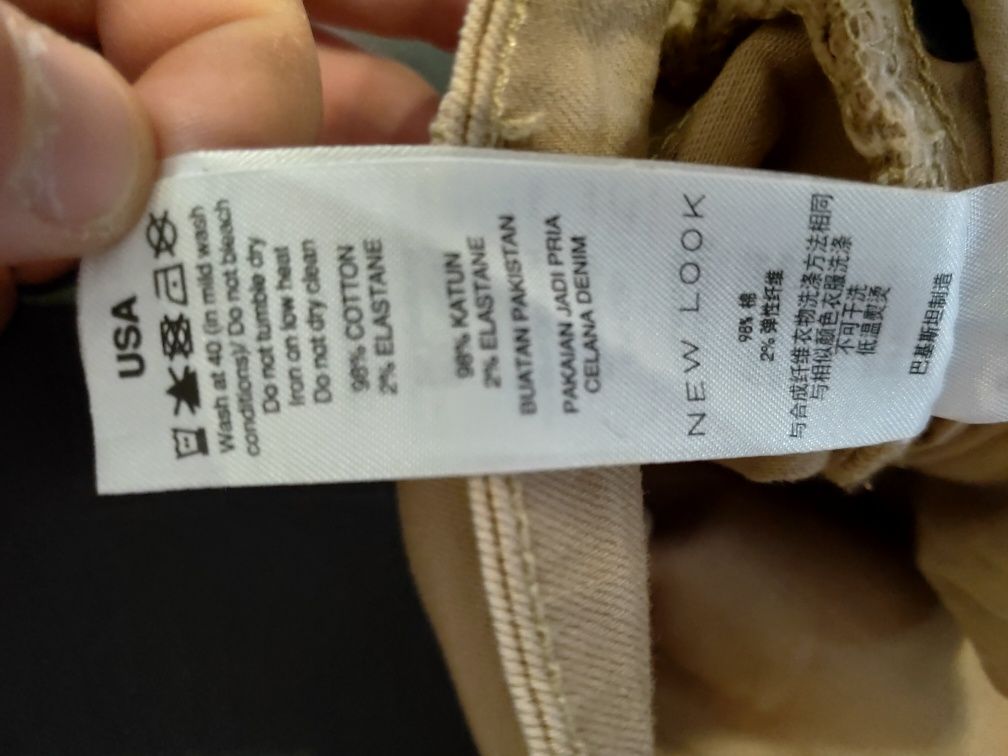 USA
Wash at 40 (in mild wash
conditions)/ Do not bleach
Do not tumble dry
Iron on low heat
Do not dry clean
98% COTTON
2% ELASTANE
98% KATUN
2% ELASTANE
BUATAN PAKISTAN
PAKAIAN JADI PRIA
CELANA DENIM
NEW LOOK
98% 棉
2% 弹性纤维
与合成纤维衣物洗涤方法相同
与相似颜色衣服洗涤
不可干洗
低温熨烫
巴基斯坦制造